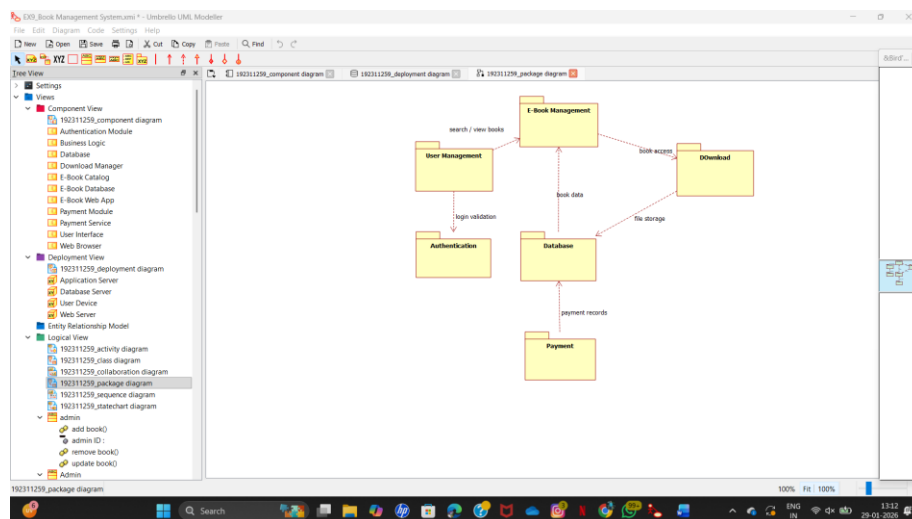 EX9_Book Management System.xmi * - Umbrello UML Modeller
File Edit Diagram Code Settings Help
New Open Save Cut Copy Paste Find
XYZ
Tree View
192311259_component diagram 192311259_deployment diagram 192311259_package diagram
&Bird'...
Settings
Views
Component View
192311259_component diagram
Authentication Module
Business Logic
Database
Download Manager
E-Book Catalog
E-Book Database
E-Book Web App
Payment Module
Payment Service
User Interface
Web Browser
Deployment View
192311259_deployment diagram
Application Server
Database Server
User Device
Web Server
Entity Relationship Model
Logical View
192311259_activity diagram
192311259_class diagram
192311259_collaboration diagram
192311259_package diagram
192311259_sequence diagram
192311259_statechart diagram
admin
add book()
admin ID :
remove book()
update book()
Admin
E-Book Management
search / view books
User Management
book access
DOwnload
book data
login validation
file storage
Authentication
Database
payment records
Payment
192311259_package diagram
100% Fit 100%
Search
99+
ENG
IN
13:12
29-01-2026